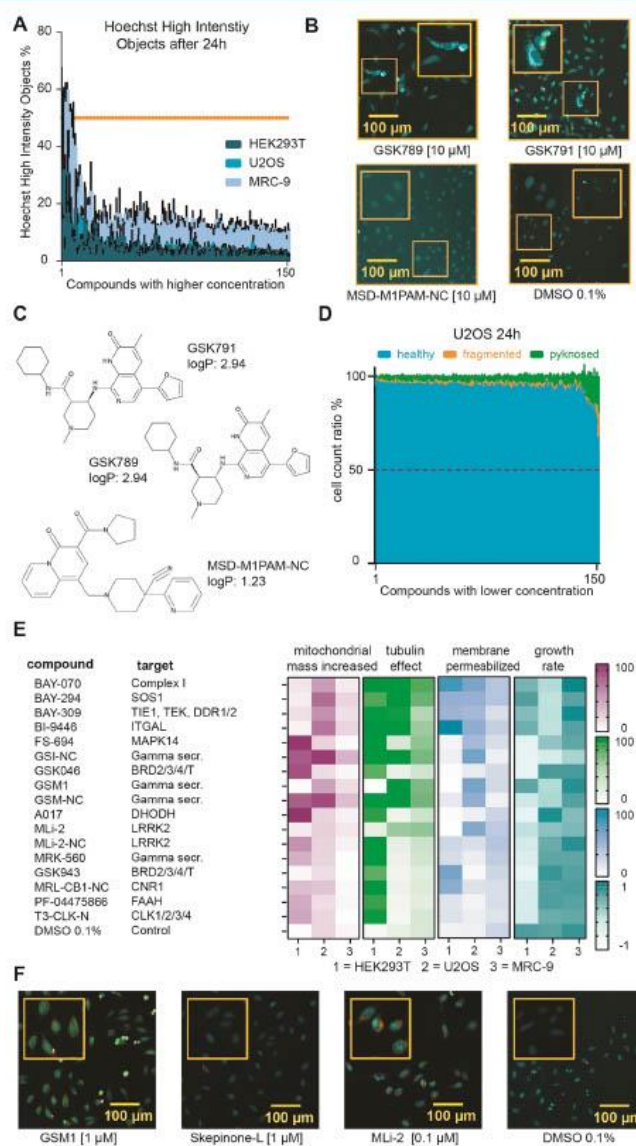 A
Hoechst High Intenstiy
Objects after 24h
Hoechst High Intensity Objects %
80
60
40
20
0
HEK293T
U2OS
MRC-9
1
150
Compounds with higher concentration
B
100 µm
100 µm
GSK789 [10 µM]
GSK791 [10 µM]
100 µm
100 µm
MSD-M1PAM-NC [10 µM]
DMSO 0.1%
C
GSK791
logP: 2.94
GSK789
logP: 2.94
MSD-M1PAM-NC
logP: 1.23
D
U2OS 24h
healthy
fragmented
pyknosed
cell count ratio %
100
50
0
1
150
Compounds with lower concentration
E
compound target
mitochondrial mass increased
tubulin effect
membrane permeabilized
growth rate
BAY-070 Complex I
BAY-294 SOS1
BAY-309 TIE1, TEK, DDR1/2
BI-9446 ITGAL
FS-694 MAPK14
GSI-NC Gamma secr.
GSK046 BRD2/3/4/T
GSM1 Gamma secr.
GSM-NC Gamma secr.
A017 DHODH
MLi-2 LRRK2
MLi-2-NC LRRK2
MRK-560 Gamma secr.
GSK943 BRD2/3/4/T
MRL-CB1-NC CNR1
PF-04475866 FAAH
T3-CLK-N CLK1/2/3/4
DMSO 0.1% Control
100
0
100
0
100
0
1
-1
1 2 3 1 2 3 1 2 3 1 2 3
1 = HEK293T 2 = U2OS 3 = MRC-9
F
100 µm
100 µm
100 µm
100 µm
GSM1 [1 µM]
Skepinone-L [1 µM]
MLi-2 [0.1 µM]
DMSO 0.1%